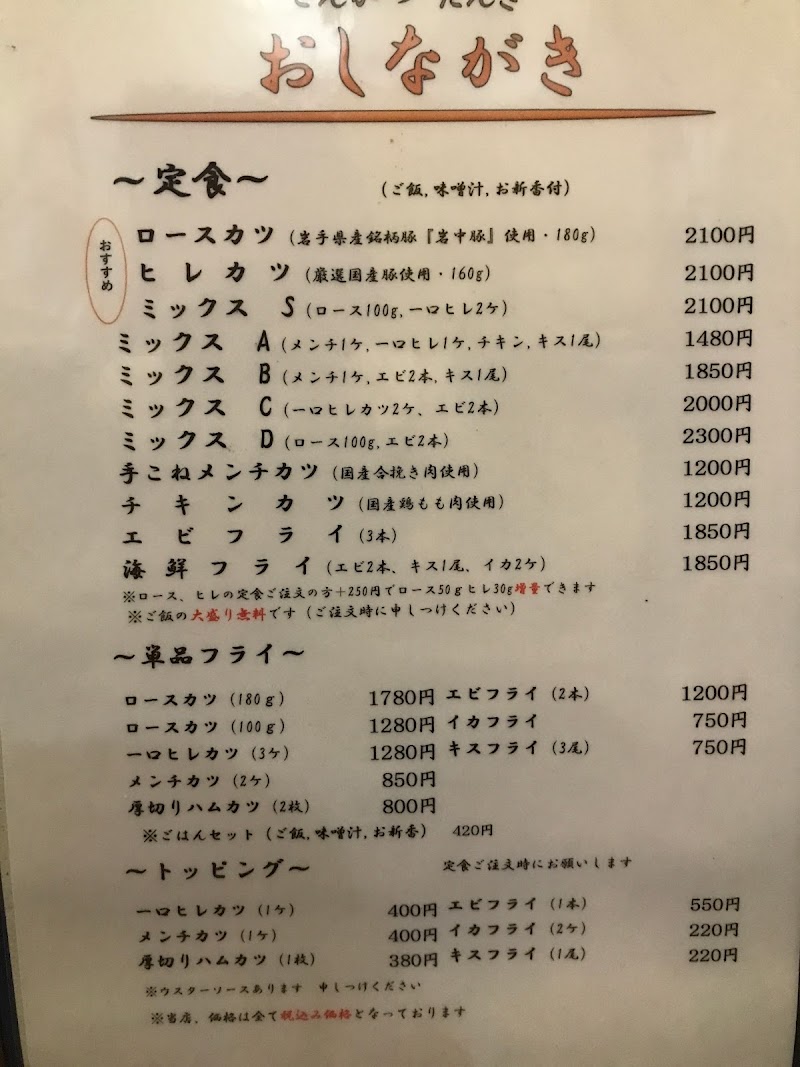 おしながき
～定食～ (ご飯,味噌汁,お新香付)
おすすめ
ロースカツ (岩手県産銘柄豚『岩中豚』使用・180g) 2100円
ヒレカツ (厳選国産豚使用・160g) 2100円
ミックス S (ロース100g,一口ヒレ2ケ) 2100円
ミックス A (メンチ1ケ,一口ヒレ1ケ,チキン,キス1尾) 1480円
ミックス B (メンチ1ケ,エビ2本,キス1尾) 1850円
ミックス C (一口ヒレカツ2ケ、エビ2本) 2000円
ミックス D (ロース100g,エビ2本) 2300円
手こねメンチカツ (国産合挽き肉使用) 1200円
チキンカツ (国産鶏もも肉使用) 1200円
エビフライ (3本) 1850円
海鮮フライ (エビ2本、キス1尾、イカ2ケ) 1850円
※ロース、ヒレの定食ご注文の方＋250円でロース50gヒレ30g増量できます
※ご飯の大盛り無料です (ご注文時に申しつけください)
～単品フライ～
ロースカツ (180g) 1780円 エビフライ (2本) 1200円
ロースカツ (100g) 1280円 イカフライ 750円
一口ヒレカツ (3ケ) 1280円 キスフライ (3尾) 750円
メンチカツ (2ケ) 850円
厚切りハムカツ (2枚) 800円
※ごはんセット (ご飯,味噌汁,お新香) 420円
～トッピング～ 定食ご注文時にお願いします
一口ヒレカツ (1ケ) 400円 エビフライ (1本) 550円
メンチカツ (1ケ) 400円 イカフライ (2ケ) 220円
厚切りハムカツ (1枚) 380円 キスフライ (1尾) 220円
※ウスターソースあります 申しつけください
※当店、価格は全て税込み価格となっております